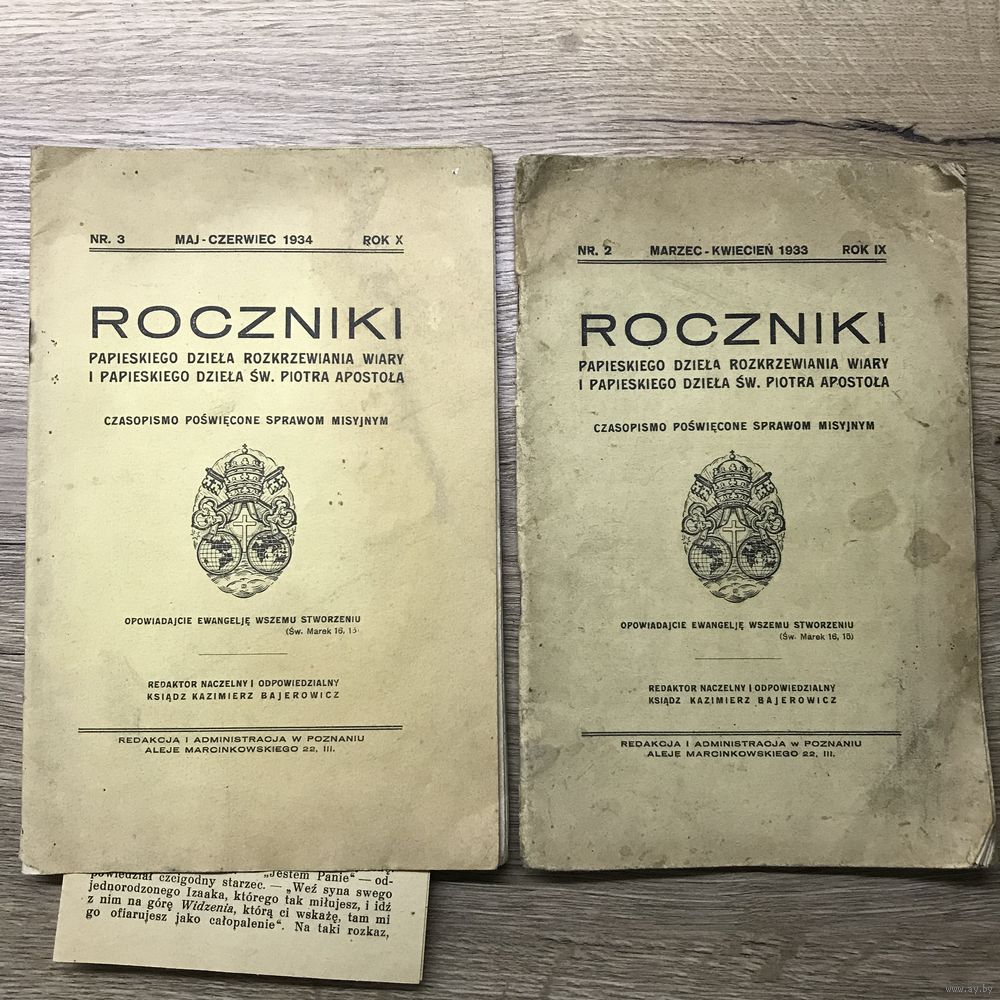 NR. 3 MAJ-CZERWIEC 1934 ROK X
ROCZNIKI
PAPIESKIEGO DZIEŁA ROZKRZEWIANIA WIARY
I PAPIESKIEGO DZIEŁA ŚW. PIOTRA APOSTOŁA
CZASOPISMO POŚWIĘCONE SPRAWOM MISYJNYM
OPOWIADAJCIE EWANGELJĘ WSZEMU STWORZENIU
(Św. Marek 16, 15)
REDAKTOR NACZELNY I ODPOWIEDZIALNY
KSIĄDZ KAZIMIERZ BAJEROWICZ
REDAKCJA I ADMINISTRACJA W POZNANIU
ALEJE MARCINKOWSKIEGO 22, III.
powiedział czcigodny starzec. — „Jestem Panie“ — od-
jednorodzonego Izaaka, którego tak miłujesz, i idź
z nim na górę Widzenia, którą ci wskażę, tam mi
go ofiarujesz jako całopalenie“. Na taki rozkaz,
NR. 2 MARZEC-KWIECIEŃ 1933 ROK IX
ROCZNIKI
PAPIESKIEGO DZIEŁA ROZKRZEWIANIA WIARY
I PAPIESKIEGO DZIEŁA ŚW. PIOTRA APOSTOŁA
CZASOPISMO POŚWIĘCONE SPRAWOM MISYJNYM
OPOWIADAJCIE EWANGELJĘ WSZEMU STWORZENIU
(Św. Marek 16, 15)
REDAKTOR NACZELNY I ODPOWIEDZIALNY
KSIĄDZ KAZIMIERZ BAJEROWICZ
REDAKCJA I ADMINISTRACJA W POZNANIU
ALEJE MARCINKOWSKIEGO 22, III.
www.ay.by